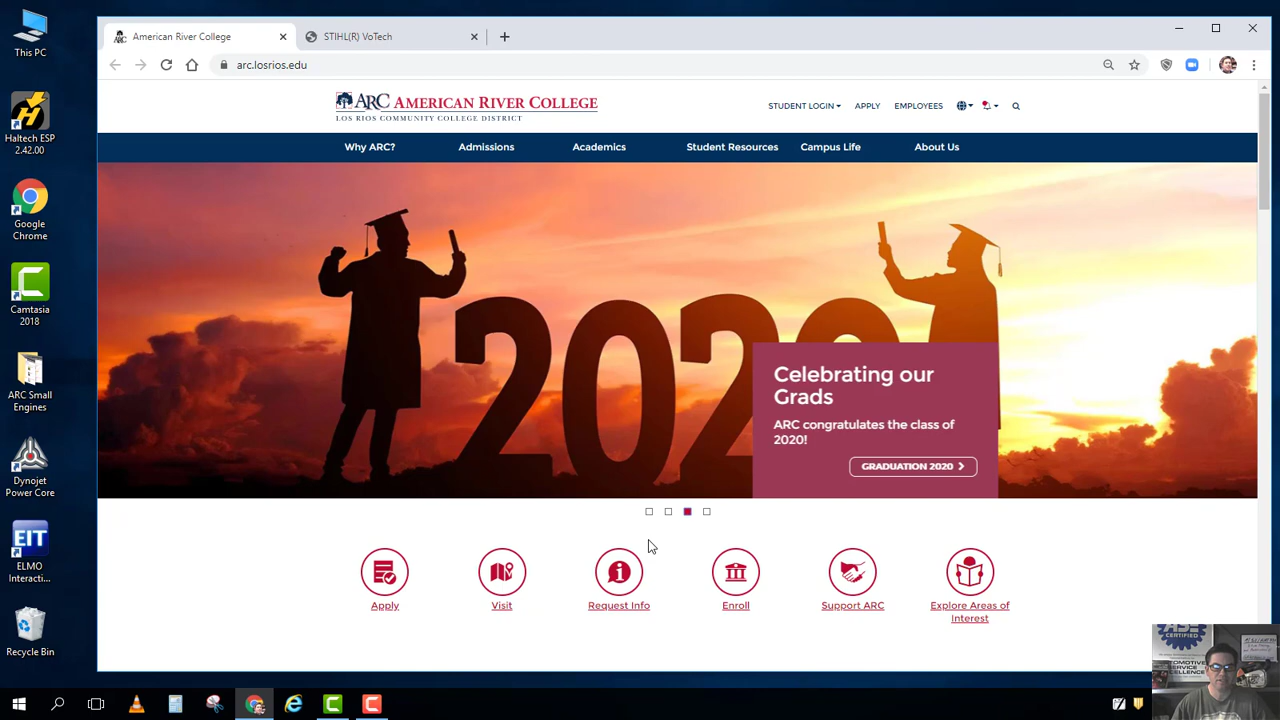 This PC
American River College
STIHL(R) VoTech
arc.losrios.edu
ARC AMERICAN RIVER COLLEGE
LOS RIOS COMMUNITY COLLEGE DISTRICT
STUDENT LOGIN
APPLY
EMPLOYEES
Why ARC?
Admissions
Academics
Student Resources
Campus Life
About Us
Haltech ESP
2.42.00
Google
Chrome
Camtasia
2018
ARC Small
Engines
Dynojet
Power Core
EIT
ELMO
Interacti...
Recycle Bin
2020
Celebrating our
Grads
ARC congratulates the class of
2020!
GRADUATION 2020
Apply
Visit
Request Info
Enroll
Support ARC
Explore Areas of
Interest
ASE
CERTIFIED